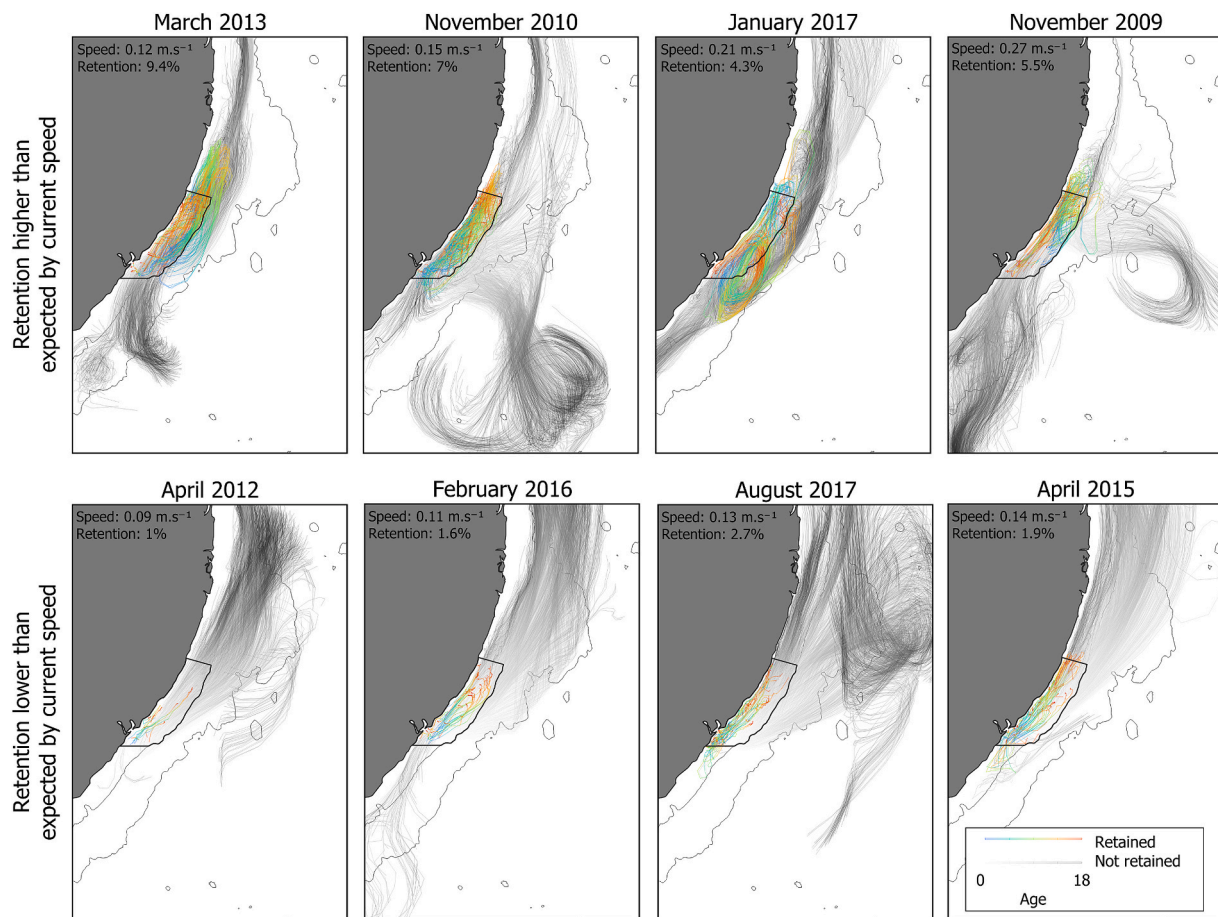 March 2013
November 2010
January 2017
November 2009
Speed: 0.12 m.s⁻¹
Retention: 9.4%
Speed: 0.15 m.s⁻¹
Retention: 7%
Speed: 0.21 m.s⁻¹
Retention: 4.3%
Speed: 0.27 m.s⁻¹
Retention: 5.5%
Retention higher than
expected by current speed
April 2012
February 2016
August 2017
April 2015
Speed: 0.09 m.s⁻¹
Retention: 1%
Speed: 0.11 m.s⁻¹
Retention: 1.6%
Speed: 0.13 m.s⁻¹
Retention: 2.7%
Speed: 0.14 m.s⁻¹
Retention: 1.9%
Retention lower than
expected by current speed
Retained
Not retained
0 18
Age